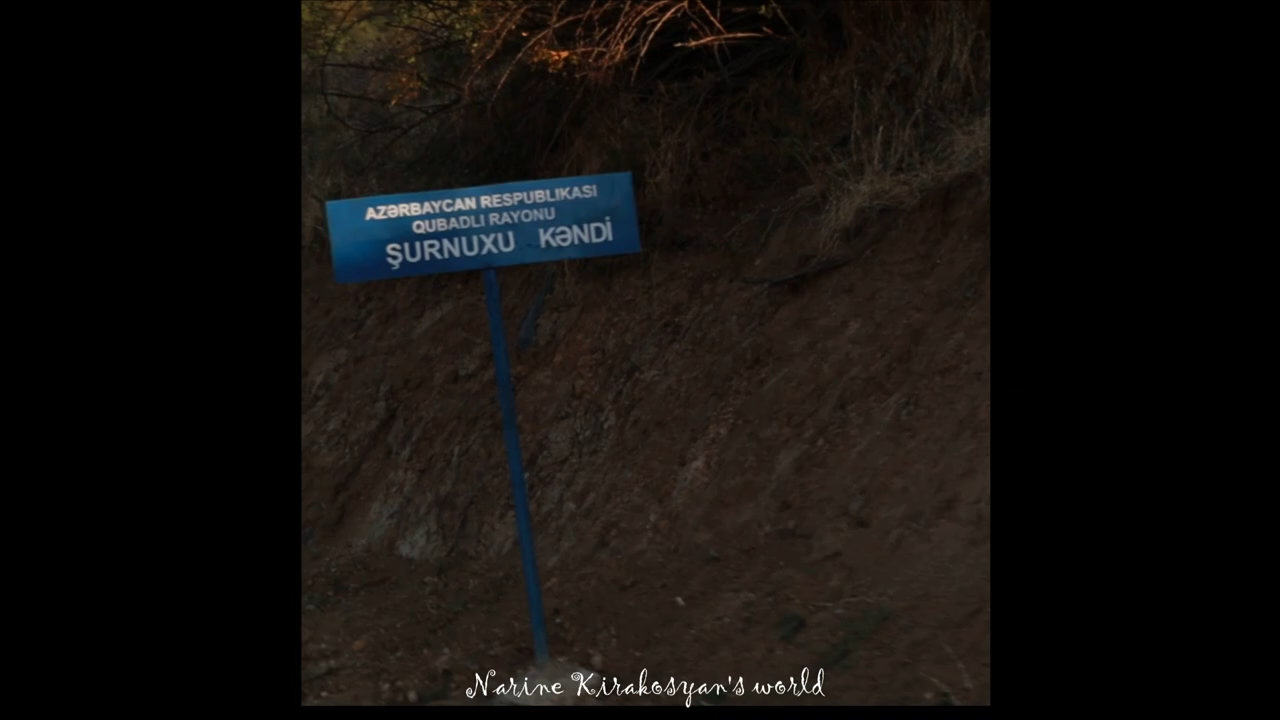 AZƏRBAYCAN RESPUBLIKASI
QUBADLI RAYONU
ŞURNUXU KƏNDİ
Narine Kirakosyan's world